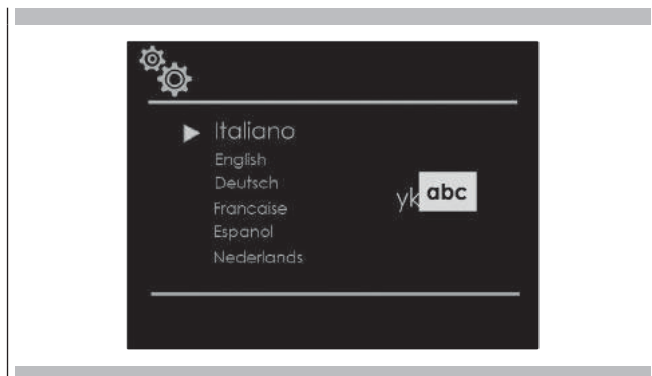 Italiano
English
Deutsch
Francaise
yk abc
Espanol
Nederlands